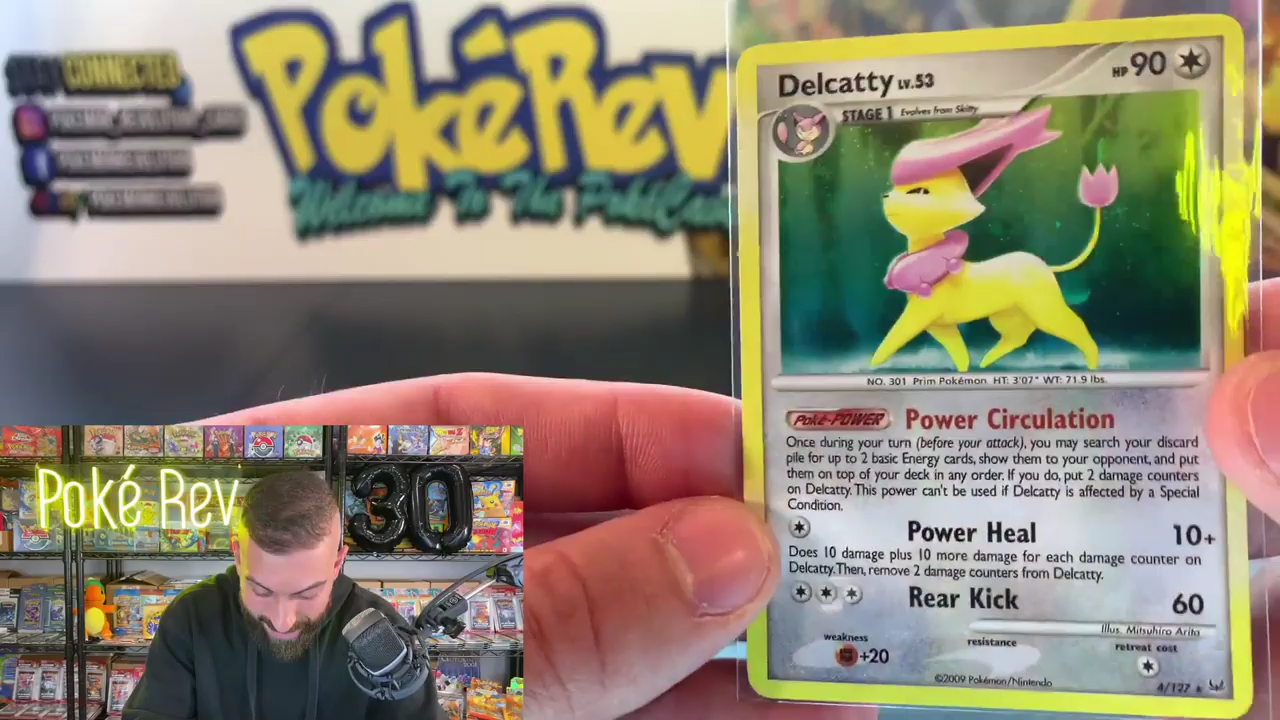 CONNECTED
PokéRev
Welcome To The PokéCave
Delcatty LV.53
HP 90
STAGE 1 Evolves from Skitty
NO. 301 Prim Pokémon. HT: 3'07" WT: 71.9 lbs.
Poké-POWER Power Circulation
Once during your turn (before your attack), you may search your discard
pile for up to 2 basic Energy cards, show them to your opponent, and put
them on top of your deck in any order. If you do, put 2 damage counters
on Delcatty. This power can't be used if Delcatty is affected by a Special
Condition.
Power Heal 10+
Does 10 damage plus 10 more damage for each damage counter on
Delcatty. Then, remove 2 damage counters from Delcatty.
Rear Kick 60
Illus. Mitsuhiro Arita
weakness resistance retreat cost
+20
©2009 Pokémon/Nintendo
4/127
Poké Rev
30